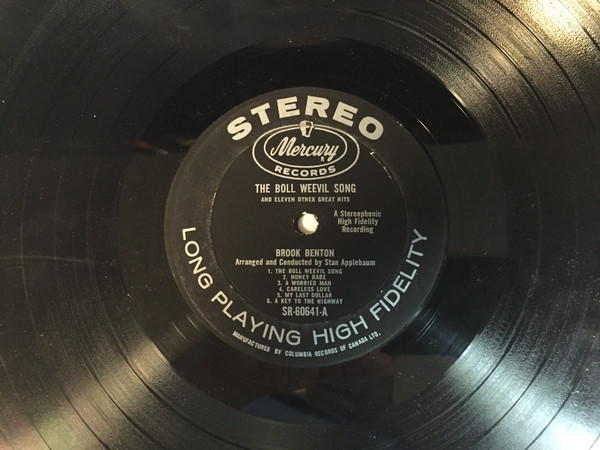 STEREO
Mercury
RECORDS
THE BOLL WEEVIL SONG
AND ELEVEN OTHER GREAT HITS
A Stereophonic
High Fidelity
Recording
BROOK BENTON
Arranged and Conducted by Stan Applebaum
1. THE BOLL WEEVIL SONG
2. HONEY BABE
3. A WORRIED MAN
4. CARELESS LOVE
5. MY LAST DOLLAR
6. A KEY TO THE HIGHWAY
SR-60641-A
LONG PLAYING HIGH FIDELITY
MANUFACTURED BY COLUMBIA RECORDS OF CANADA LTD.